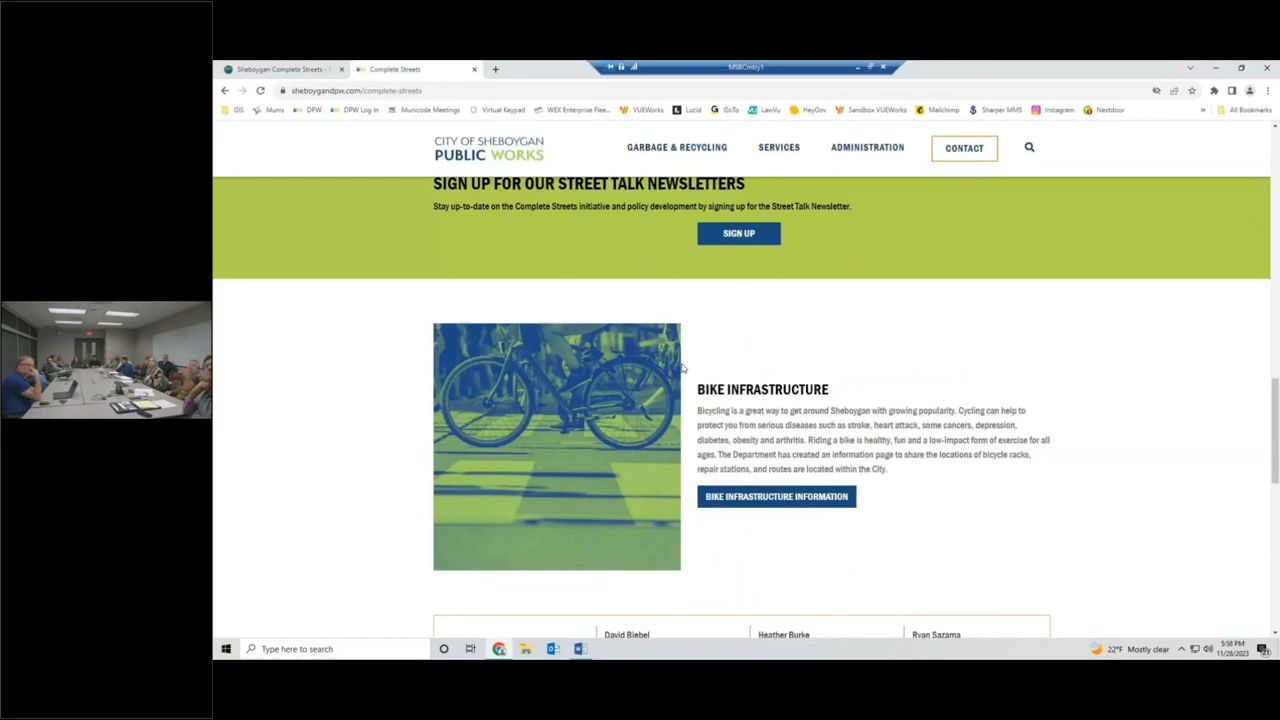 MSBCmtry1
Sheboygan Complete Streets -
Complete Streets
sheboygandpw.com/complete-streets
GIS
Munis
DPW
DPW Log In
Municode Meetings
Virtual Keypad
WEX Enterprise Flee...
VUEWorks
Lucid
GoTo
LawVu
HeyGov
Sandbox VUEWorks
Mailchimp
Sharper MMS
Instagram
Nextdoor
All Bookmarks
CITY OF SHEBOYGAN
PUBLIC WORKS
GARBAGE & RECYCLING
SERVICES
ADMINISTRATION
CONTACT
SIGN UP FOR OUR STREET TALK NEWSLETTERS
Stay up-to-date on the Complete Streets initiative and policy development by signing up for the Street Talk Newsletter.
SIGN UP
BIKE INFRASTRUCTURE
Bicycling is a great way to get around Sheboygan with growing popularity. Cycling can help to
protect you from serious diseases such as stroke, heart attack, some cancers, depression,
diabetes, obesity and arthritis. Riding a bike is healthy, fun and a low-impact form of exercise for all
ages. The Department has created an information page to share the locations of bicycle racks,
repair stations, and routes are located within the City.
BIKE INFRASTRUCTURE INFORMATION
David Biebel
Heather Burke
Ryan Sazama
Type here to search
22°F Mostly clear
5:58 PM
11/28/2023